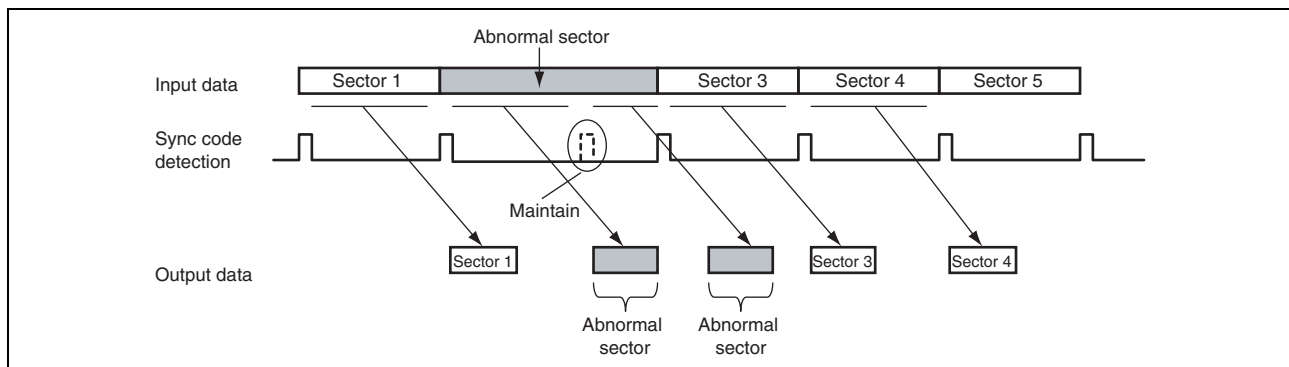 Abnormal sector
Input data
Sector 1
Sector 3
Sector 4
Sector 5
Sync code
detection
Maintain
Output data
Sector 1
Sector 3
Sector 4
Abnormal
sector
Abnormal
sector